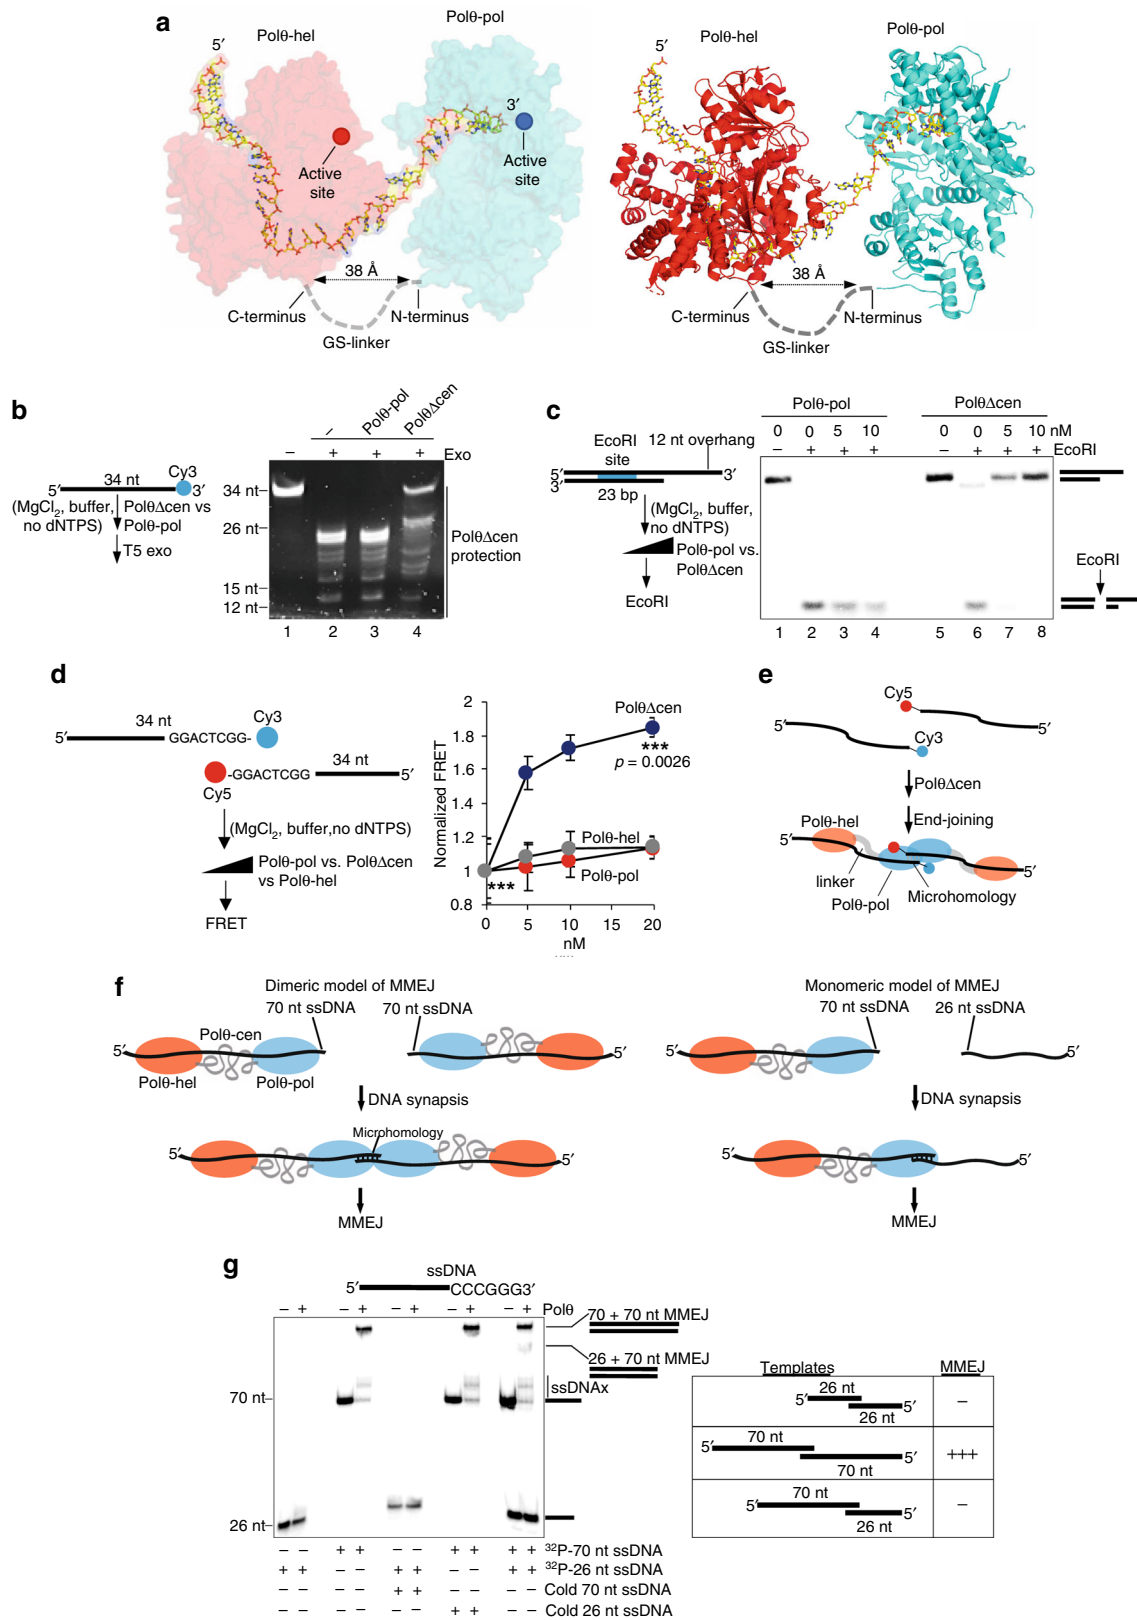 a
Polθ-hel
Polθ-pol
5′
3′
Active
site
Active
site
38 Å
C-terminus
N-terminus
GS-linker
Polθ-hel
Polθ-pol
5′
38 Å
C-terminus
N-terminus
GS-linker
b
34 nt
Cy3
5′
3′
(MgCl2, buffer,
no dNTPS)
PolθΔcen vs
Polθ-pol
T5 exo
– Polθ-pol PolθΔcen
– + + + Exo
34 nt
26 nt
15 nt
12 nt
PolθΔcen
protection
1 2 3 4
c
EcoRI
site
12 nt overhang
5′
3′
3′
23 bp
(MgCl2, buffer,
no dNTPS)
Polθ-pol vs.
PolθΔcen
EcoRI
Polθ-pol
PolθΔcen
0 0 5 10 0 0 5 10 nM
– + + + – + + + EcoRI
EcoRI
1 2 3 4 5 6 7 8
d
34 nt
Cy3
5′
GGACTCGG-
34 nt
-GGACTCGG
5′
Cy5
(MgCl2, buffer,no dNTPS)
Polθ-pol vs. PolθΔcen
vs Polθ-hel
FRET
Normalized FRET
2
1.8
1.6
1.4
1.2
1
0.8
PolθΔcen
***
p = 0.0026
Polθ-hel
Polθ-pol
***
0 5 10 15 20
nM
e
Cy5
5′
5′
Cy3
PolθΔcen
End-joining
Polθ-hel
5′
5′
linker
Microhomology
Polθ-pol
f
Dimeric model of MMEJ
70 nt ssDNA
70 nt ssDNA
Polθ-cen
5′
5′
Polθ-hel
Polθ-pol
DNA synapsis
Microhomology
5′
5′
MMEJ
Monomeric model of MMEJ
70 nt ssDNA
26 nt ssDNA
5′
5′
DNA synapsis
5′
5′
MMEJ
g
ssDNA
5′
CCCGGG3′
– + – + – + – + – + Polθ
70 + 70 nt MMEJ
26 + 70 nt MMEJ
ssDNAx
70 nt
26 nt
– – + + – – + + + + 32P-70 nt ssDNA
+ + – – + + – – + + 32P-26 nt ssDNA
– – – – + + – – – – Cold 70 nt ssDNA
– – – – – – + + – – Cold 26 nt ssDNA
Templates
MMEJ
26 nt
5′
5′
26 nt
–
70 nt
5′
5′
70 nt
+++
70 nt
5′
5′
26 nt
–